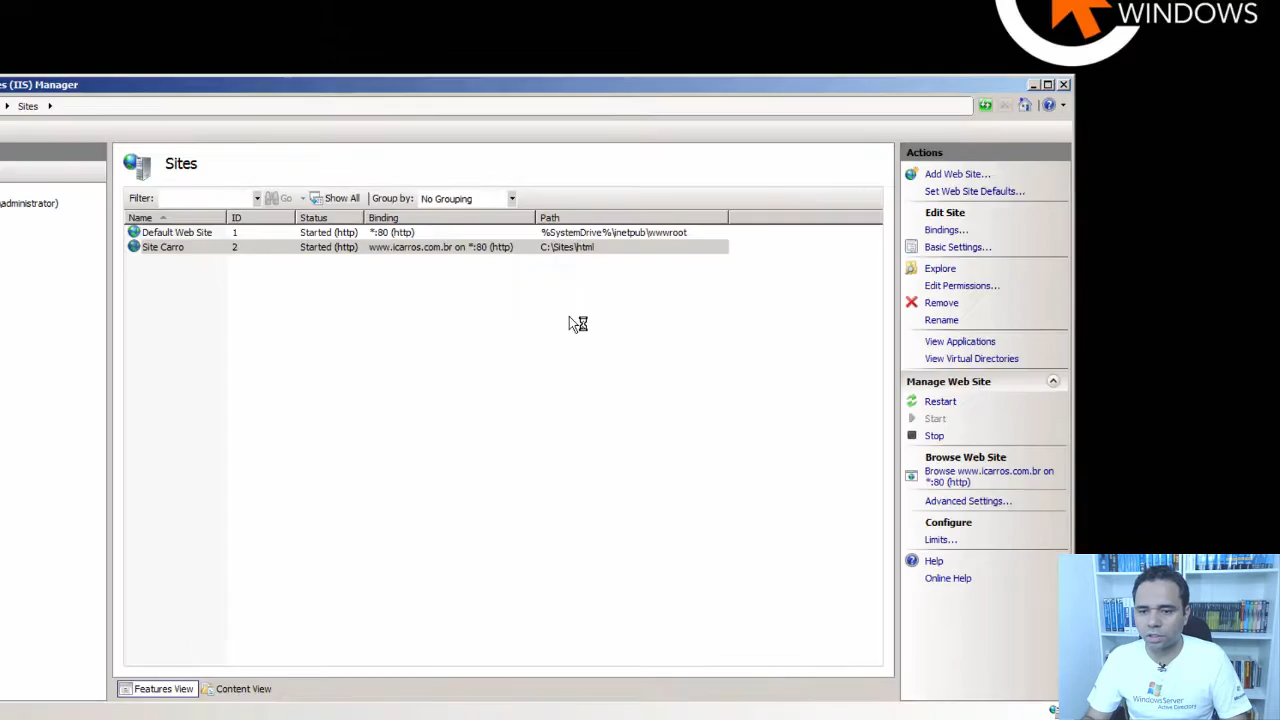 WINDOWS
es (IIS) Manager
Sites
Actions
administrator)
Sites
Filter: Go Show All Group by: No Grouping
Name ID Status Binding Path
Default Web Site 1 Started (http) *:80 (http) %SystemDrive%\inetpub\wwwroot
Site Carro 2 Started (http) www.icarros.com.br on *:80 (http) C:\Sites\html
Add Web Site...
Set Web Site Defaults...
Edit Site
Bindings...
Basic Settings...
Explore
Edit Permissions...
Remove
Rename
View Applications
View Virtual Directories
Manage Web Site
Restart
Start
Stop
Browse Web Site
Browse www.icarros.com.br on
*:80 (http)
Advanced Settings...
Configure
Limits...
Help
Online Help
Features View Content View
WindowsServer
Active Directory